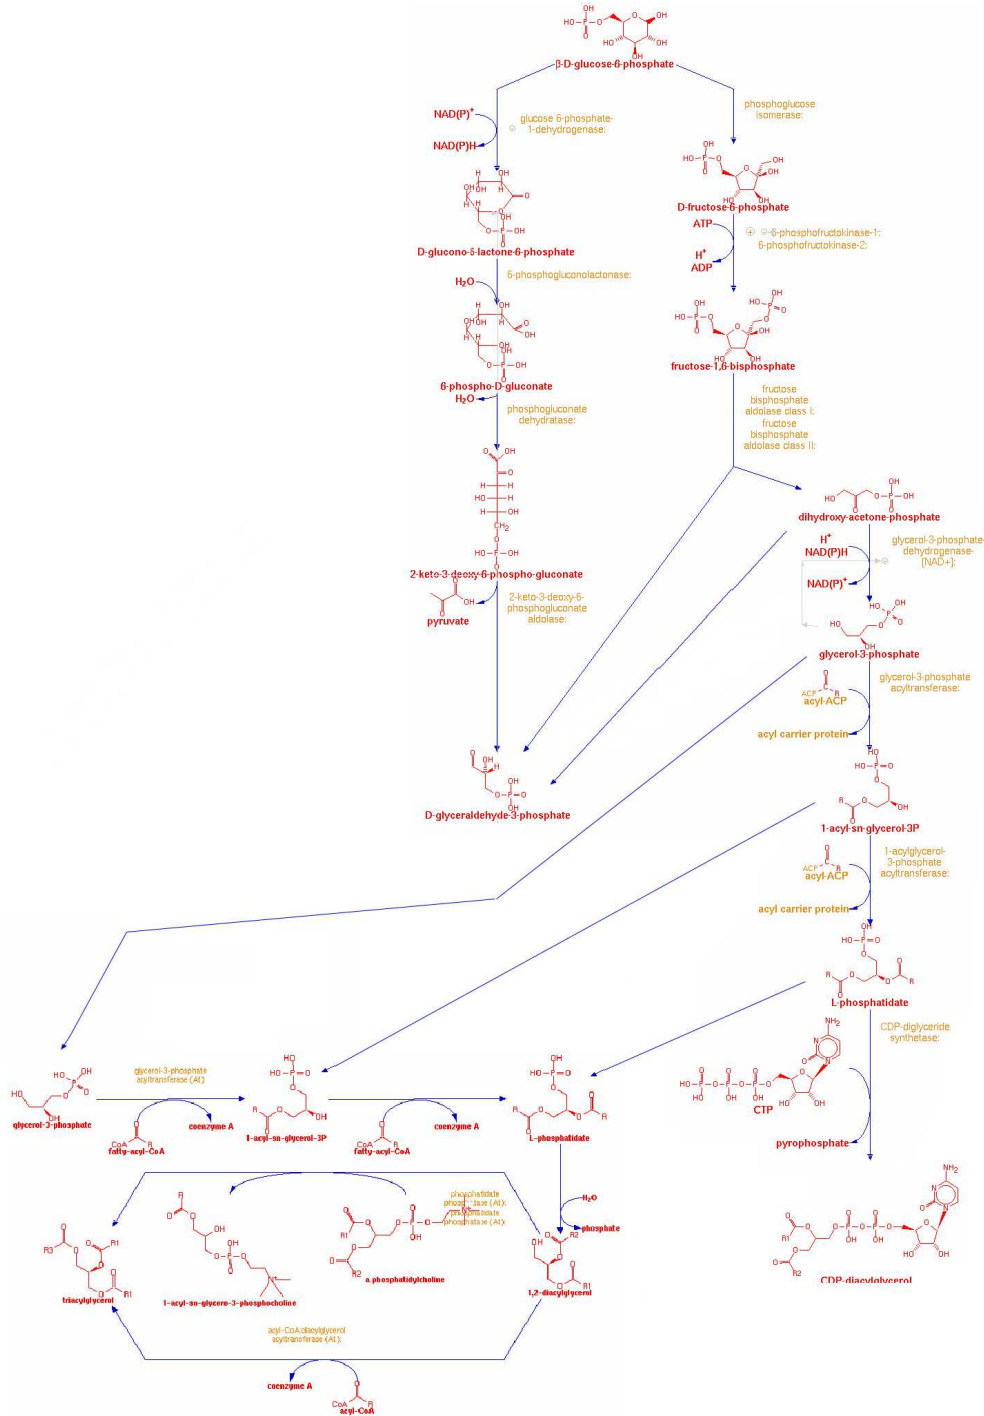 β-D-glucose-6-phosphate
phosphoglucose
isomerase:
NAD(P)+
glucose 6-phosphate-
1-dehydrogenase:
NAD(P)H
D-fructose-6-phosphate
ATP
6-phosphofructokinase-1:
6-phosphofructokinase-2:
H+
ADP
D-glucono-δ-lactone-6-phosphate
H2O
6-phosphogluconolactonase:
fructose-1,6-bisphosphate
6-phospho-D-gluconate
H2O
phosphogluconate
dehydratase:
fructose
bisphosphate
aldolase class I:
fructose
bisphosphate
aldolase class II:
dihydroxy-acetone-phosphate
H+
NAD(P)H
glycerol-3-phosphate-
dehydrogenase-
[NAD+]:
NAD(P)+
2-keto-3-deoxy-6-phospho-gluconate
pyruvate
2-keto-3-deoxy-6-
phosphogluconate
aldolase:
glycerol-3-phosphate
glycerol-3-phosphate
acyltransferase:
acyl-ACP
acyl carrier protein
D-glyceraldehyde-3-phosphate
1-acyl-sn-glycerol-3P
1-acylglycerol-
3-phosphate
acyltransferase:
acyl-ACP
acyl carrier protein
L-phosphatidate
CDP-diglyceride
synthetase:
CTP
pyrophosphate
CDP-diacylglycerol
glycerol-3-phosphate
glycerol-3-phosphate
acyltransferase (At):
fatty-acyl-CoA
coenzyme A
1-acyl-sn-glycerol-3P
fatty-acyl-CoA
coenzyme A
L-phosphatidate
phosphatidate
phosphatase (At):
phosphatidate
phosphatase (At):
H2O
phosphate
triacylglycerol
1-acyl-sn-glycero-3-phosphocholine
a phosphatidylcholine
1,2-diacylglycerol
acyl-CoA:diacylglycerol
acyltransferase (At):
coenzyme A
acyl-CoA